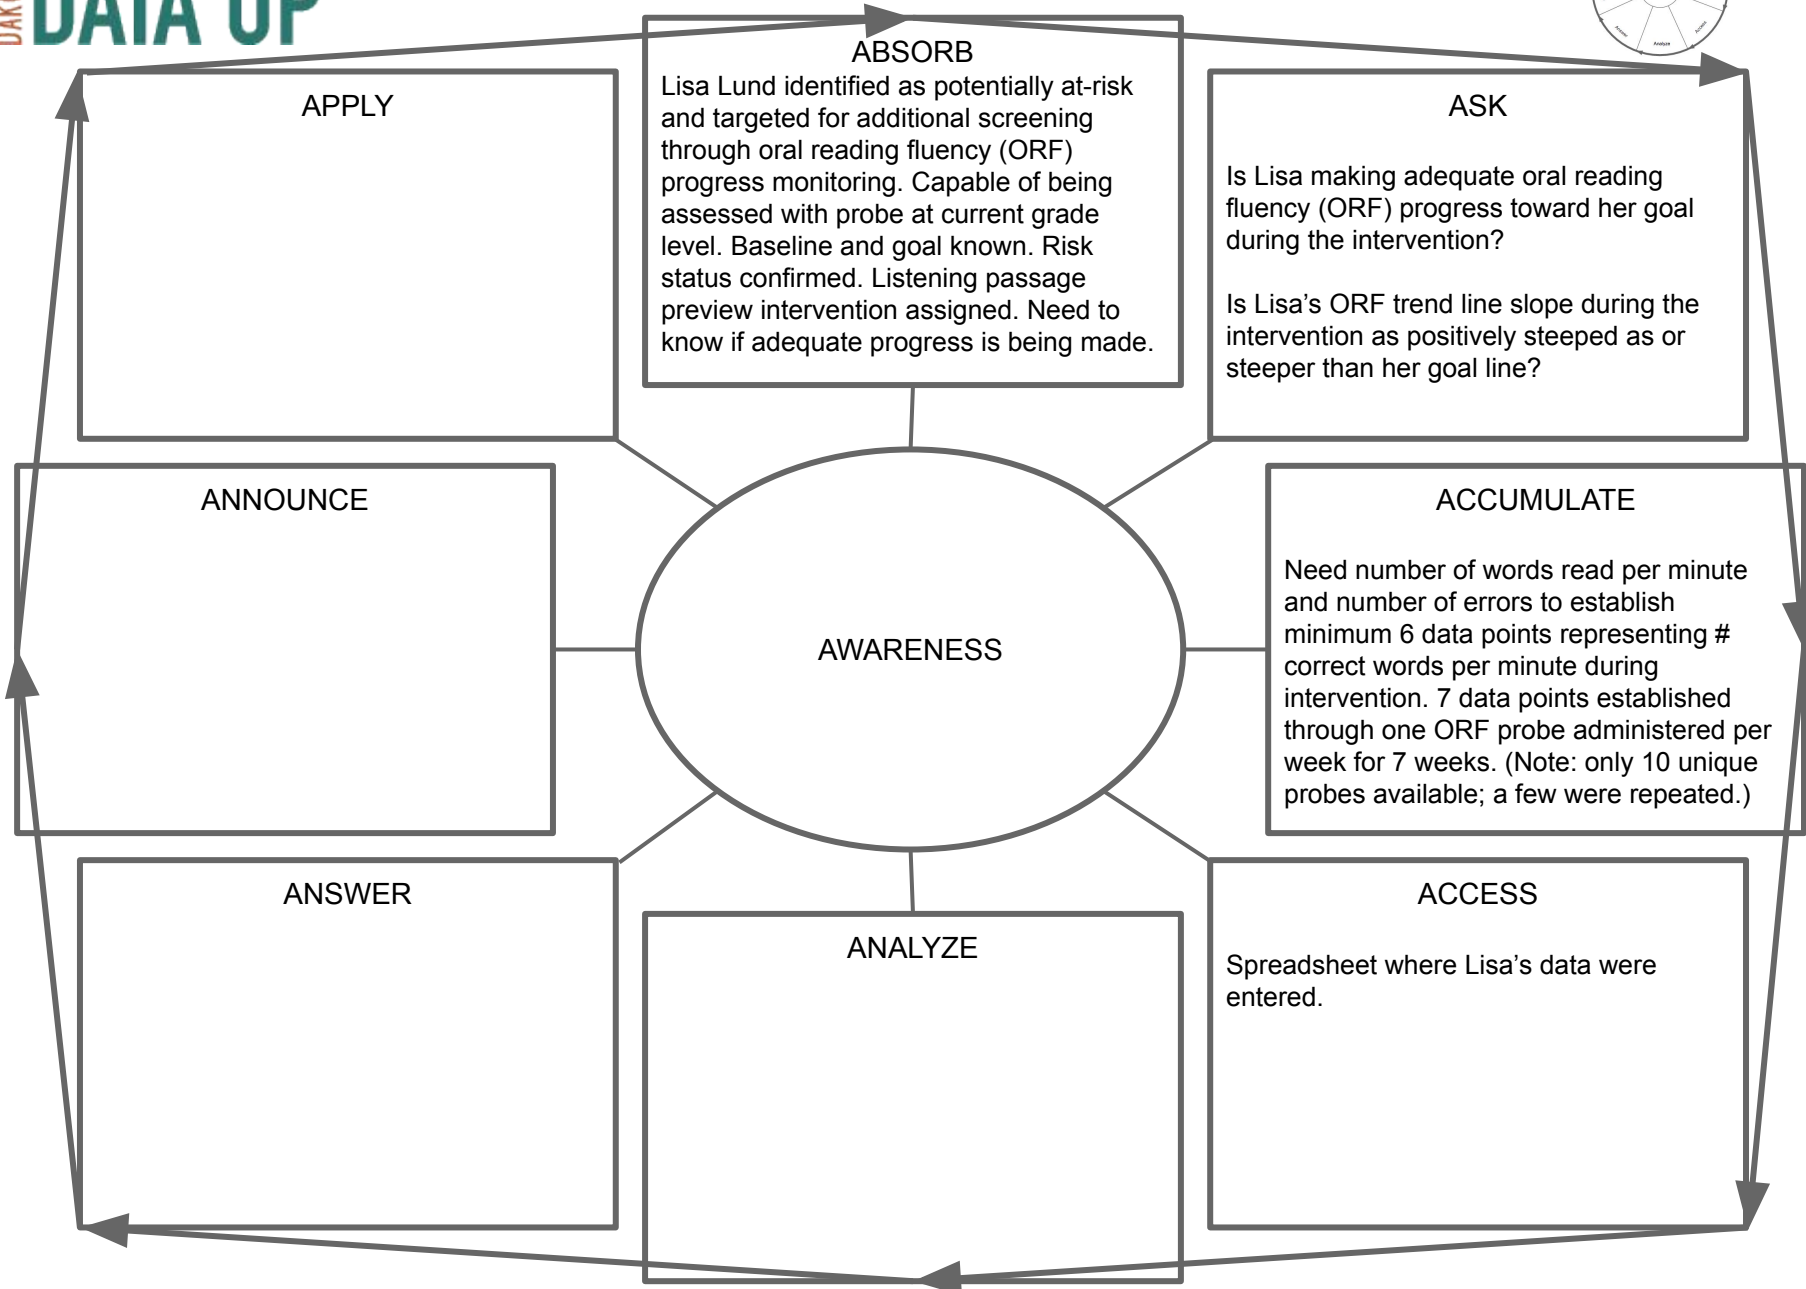 DATA UP
ABSORB
Lisa Lund identified as potentially at-risk
and targeted for additional screening
through oral reading fluency (ORF)
progress monitoring. Capable of being
assessed with probe at current grade
level. Baseline and goal known. Risk
status confirmed. Listening passage
preview intervention assigned. Need to
know if adequate progress is being made.
ASK
Is Lisa making adequate oral reading
fluency (ORF) progress toward her goal
during the intervention?
Is Lisa’s ORF trend line slope during the
intervention as positively steeped as or
steeper than her goal line?
ACCUMULATE
Need number of words read per minute
and number of errors to establish
minimum 6 data points representing #
correct words per minute during
intervention. 7 data points established
through one ORF probe administered per
week for 7 weeks. (Note: only 10 unique
probes available; a few were repeated.)
ACCESS
Spreadsheet where Lisa’s data were
entered.
ANALYZE
ANSWER
ANNOUNCE
APPLY
AWARENESS
Answer
Analyze
Access